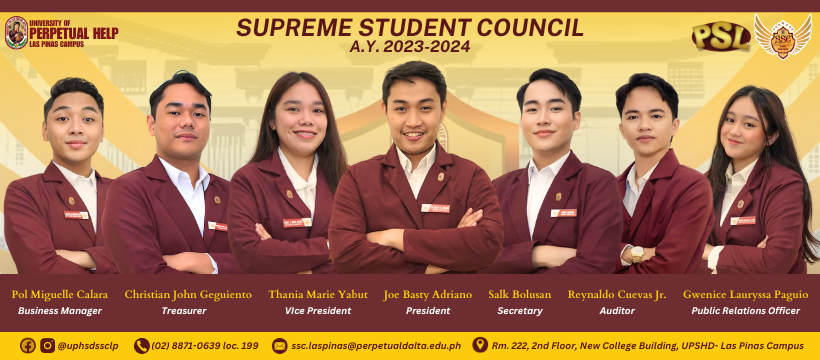 UNIVERSITY OF
PERPETUAL HELP
LAS PINAS CAMPUS
SUPREME STUDENT COUNCIL
A.Y. 2023-2024
PSL
SSC
Pol Miguelle Calara
Business Manager
Christian John Geguiento
Treasurer
Thania Marie Yabut
VIce President
Joe Basty Adriano
President
Salk Bolusan
Secretary
Reynaldo Cuevas Jr.
Auditor
Gwenice Lauryssa Paguio
Public Relations Officer
@uphsdssclp
(02) 8871-0639 loc. 199
ssc.laspinas@perpetualdalta.edu.ph
Rm. 222, 2nd Floor, New College Building, UPSHD- Las Pinas Campus